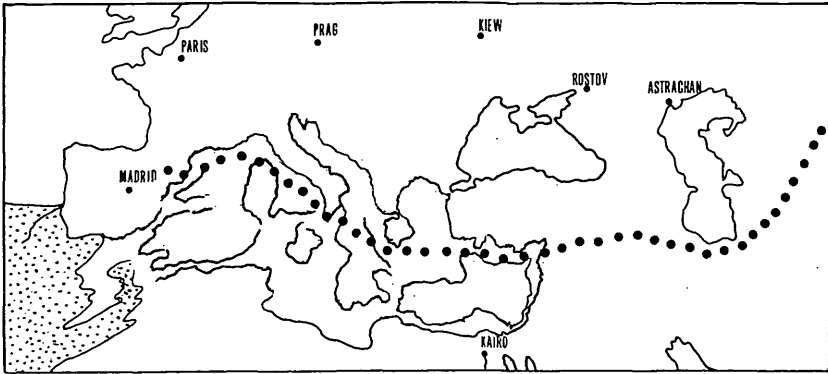 KIEW
PRAG
PARIS
ROSTOV
ASTRACHAN
MADRID
KAIRO